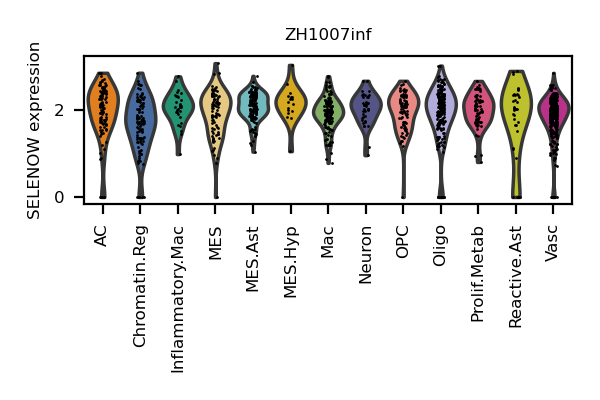 ZH1007inf
SELENOW expression
2
0
AC
Chromatin.Reg
Inflammatory.Mac
MES
MES.Ast
MES.Hyp
Mac
Neuron
OPC
Oligo
Prolif.Metab
Reactive.Ast
Vasc